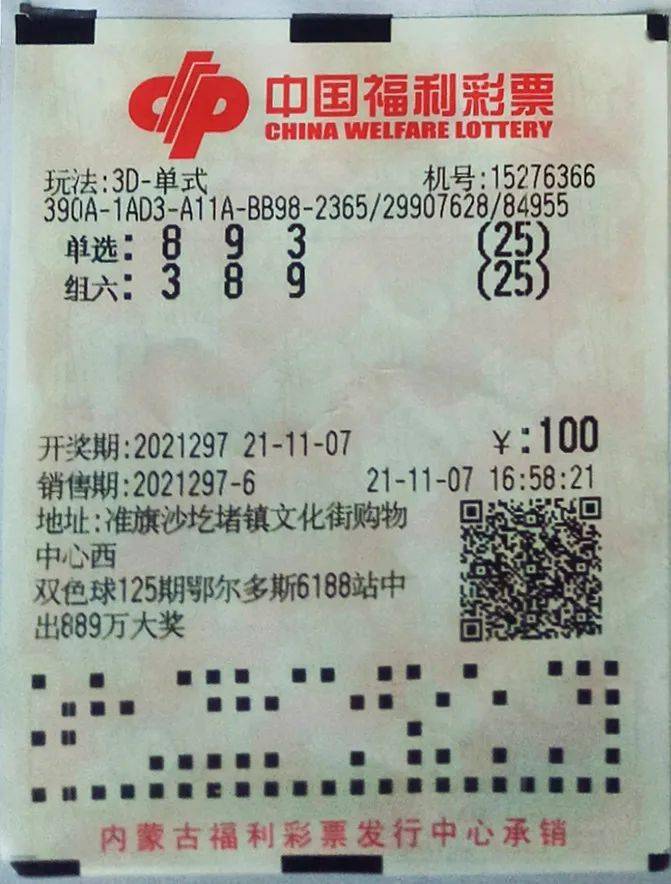 中国福利彩票
CHINA WELFARE LOTTERY
玩法:3D-单式 机号:15276366
390A-1AD3-A11A-BB98-2365/29907628/84955
单选: 8 9 3 (25)
组六: 3 8 9 (25)
开奖期:2021297 21-11-07 ¥:100
销售期:2021297-6 21-11-07 16:58:21
地址:准旗沙圪堵镇文化街购物
中心西
双色球125期鄂尔多斯6188站中
出889万大奖
内蒙古福利彩票发行中心承销